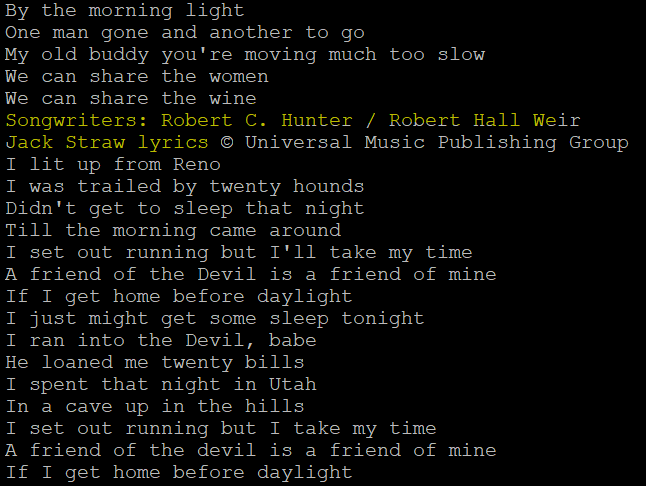 By the morning light
One man gone and another to go
My old buddy you're moving much too slow
We can share the women
We can share the wine
Songwriters: Robert C. Hunter / Robert Hall Weir
Jack Straw lyrics © Universal Music Publishing Group
I lit up from Reno
I was trailed by twenty hounds
Didn't get to sleep that night
Till the morning came around
I set out running but I'll take my time
A friend of the Devil is a friend of mine
If I get home before daylight
I just might get some sleep tonight
I ran into the Devil, babe
He loaned me twenty bills
I spent that night in Utah
In a cave up in the hills
I set out running but I take my time
A friend of the devil is a friend of mine
If I get home before daylight